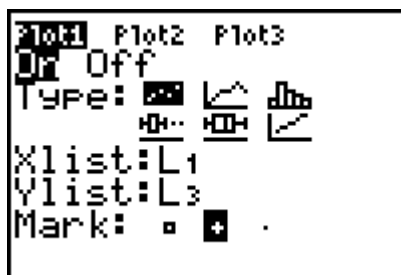 Plot1 Plot2 Plot3
On Off
Type:
Xlist:L1
Ylist:L3
Mark: